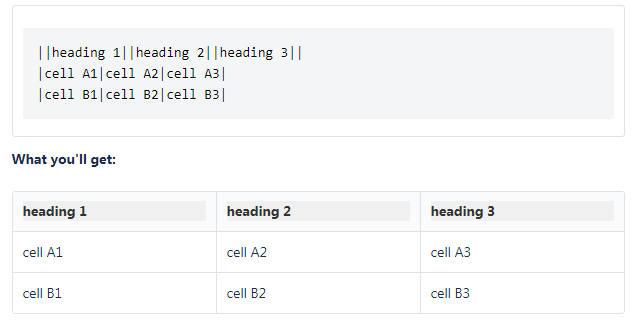 ||heading 1||heading 2||heading 3||
|cell A1|cell A2|cell A3|
|cell B1|cell B2|cell B3|
What you'll get:
heading 1 heading 2 heading 3
cell A1 cell A2 cell A3
cell B1 cell B2 cell B3